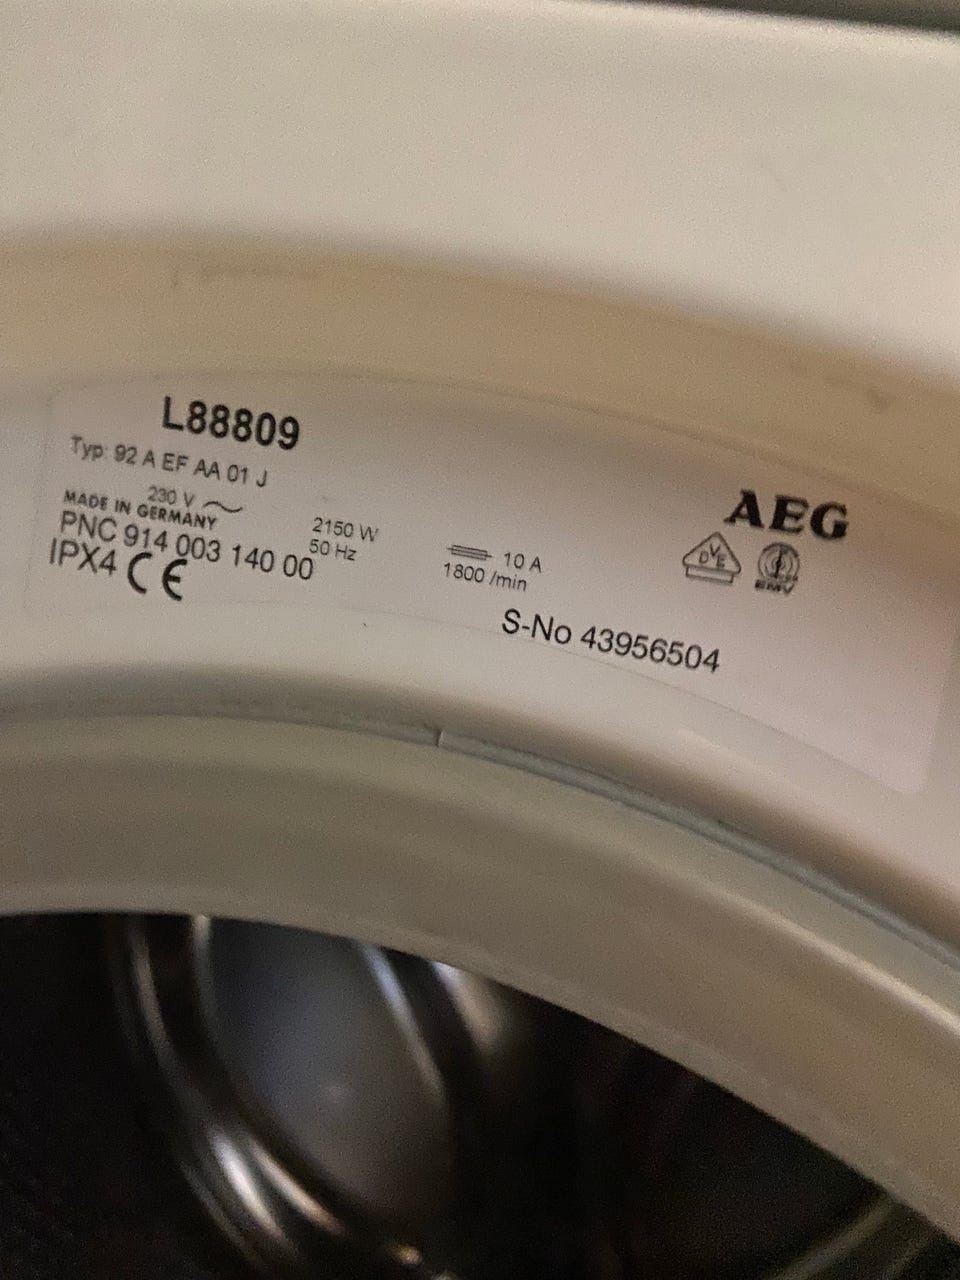 L88809
Typ: 92 A EF AA 01 J
230 V
2150 W
10 A
MADE IN GERMANY
50 Hz
1800 /min
PNC 914 003 140 00
IPX4 CE
S-No 43956504
AEG
DVE
EMV